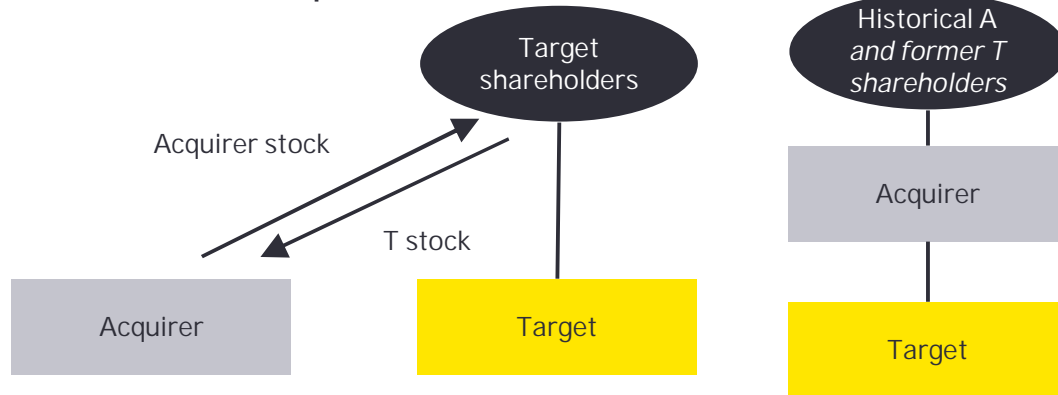 Target
shareholders
Acquirer stock
T stock
Acquirer
Target
Historical A
and former T
shareholders
Acquirer
Target